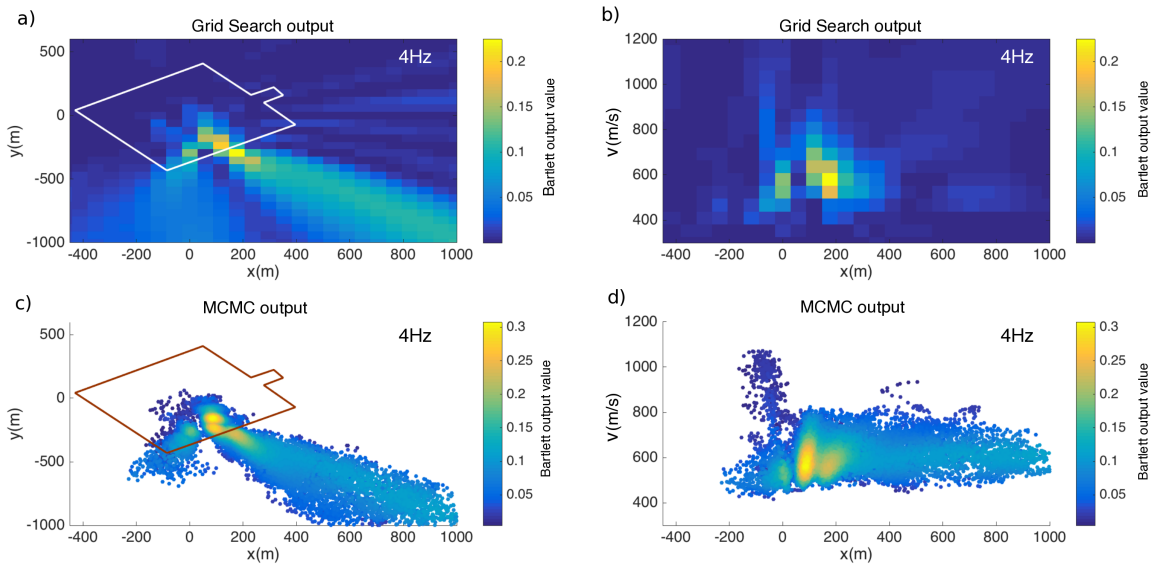 a)
Grid Search output
4Hz
500
0
-500
-1000
y(m)
-400 -200 0 200 400 600 800 1000
x(m)
0.2
0.15
0.1
0.05
Bartlett output value
b)
Grid Search output
4Hz
1200
1000
800
600
400
v(m/s)
-400 -200 0 200 400 600 800 1000
x(m)
0.2
0.15
0.1
0.05
Bartlett output value
c)
MCMC output
4Hz
500
0
-500
-1000
y(m)
-400 -200 0 200 400 600 800 1000
x(m)
0.3
0.25
0.2
0.15
0.1
0.05
Bartlett output value
d)
MCMC output
4Hz
1200
1000
800
600
400
v(m/s)
-400 -200 0 200 400 600 800 1000
x(m)
0.3
0.25
0.2
0.15
0.1
0.05
Bartlett output value